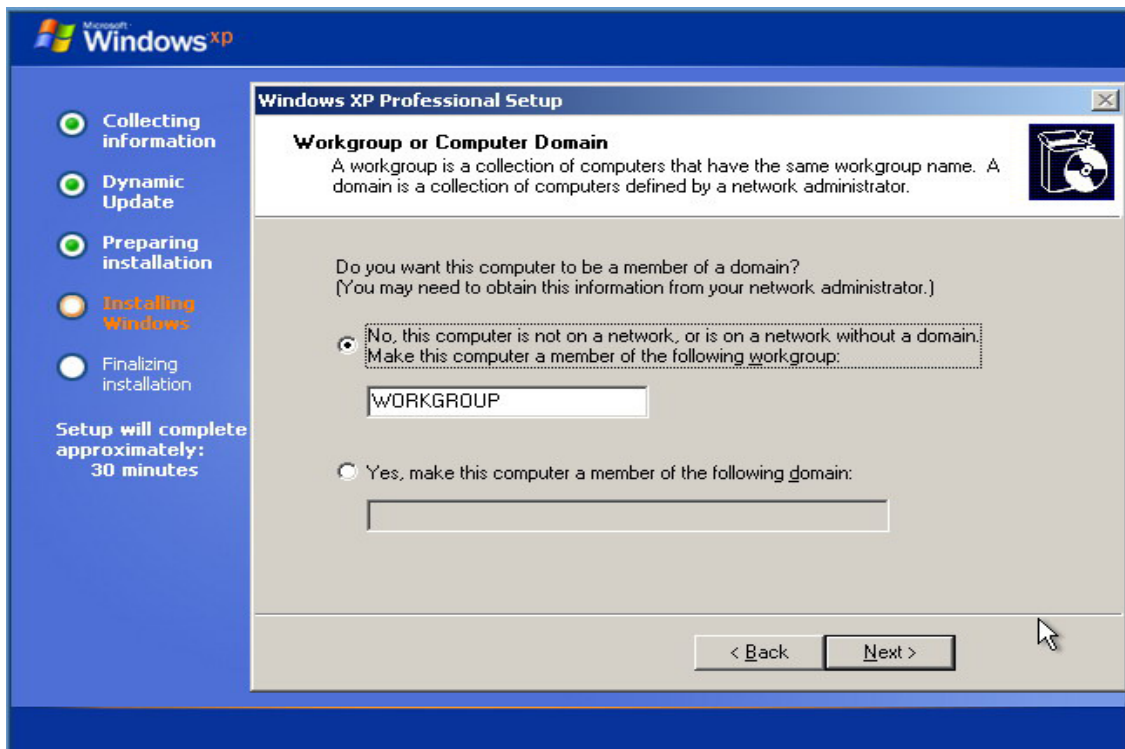 Microsoft
Windows xp
Collecting
information
Dynamic
Update
Preparing
installation
Installing
Windows
Finalizing
installation
Setup will complete
approximately:
30 minutes
Windows XP Professional Setup
Workgroup or Computer Domain
A workgroup is a collection of computers that have the same workgroup name. A
domain is a collection of computers defined by a network administrator.
Do you want this computer to be a member of a domain?
(You may need to obtain this information from your network administrator.)
No, this computer is not on a network, or is on a network without a domain.
Make this computer a member of the following workgroup:
WORKGROUP
Yes, make this computer a member of the following domain:
< Back
Next >